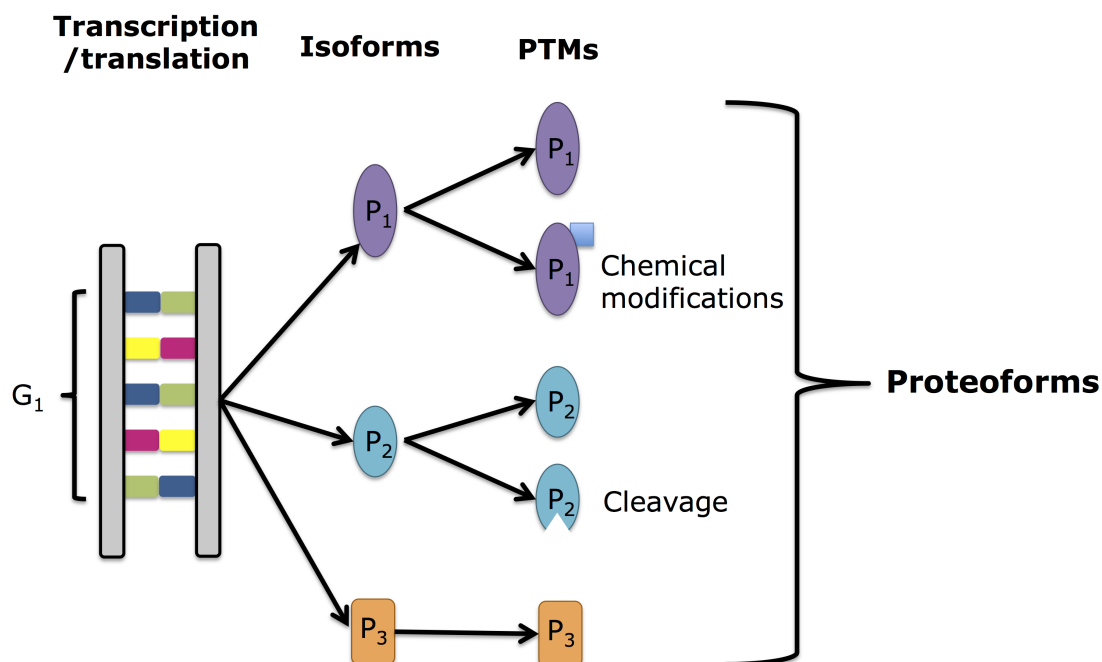 Transcription
/translation
Isoforms
PTMs
P1
P1
P1
Chemical
modifications
G1
P2
P2
P2
Cleavage
P3
P3
Proteoforms